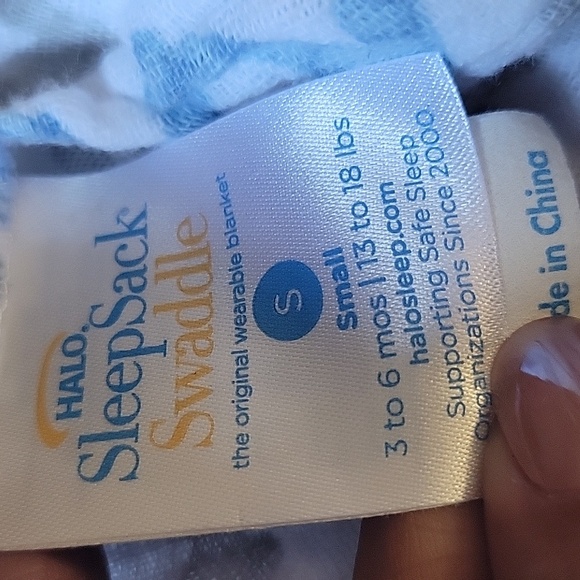 HALO®
SleepSack®
Swaddle
the original wearable blanket
S
Small
3 to 6 mos | 13 to 18 lbs
halosleep.com
Supporting Safe Sleep
Organizations Since 2000
de in China